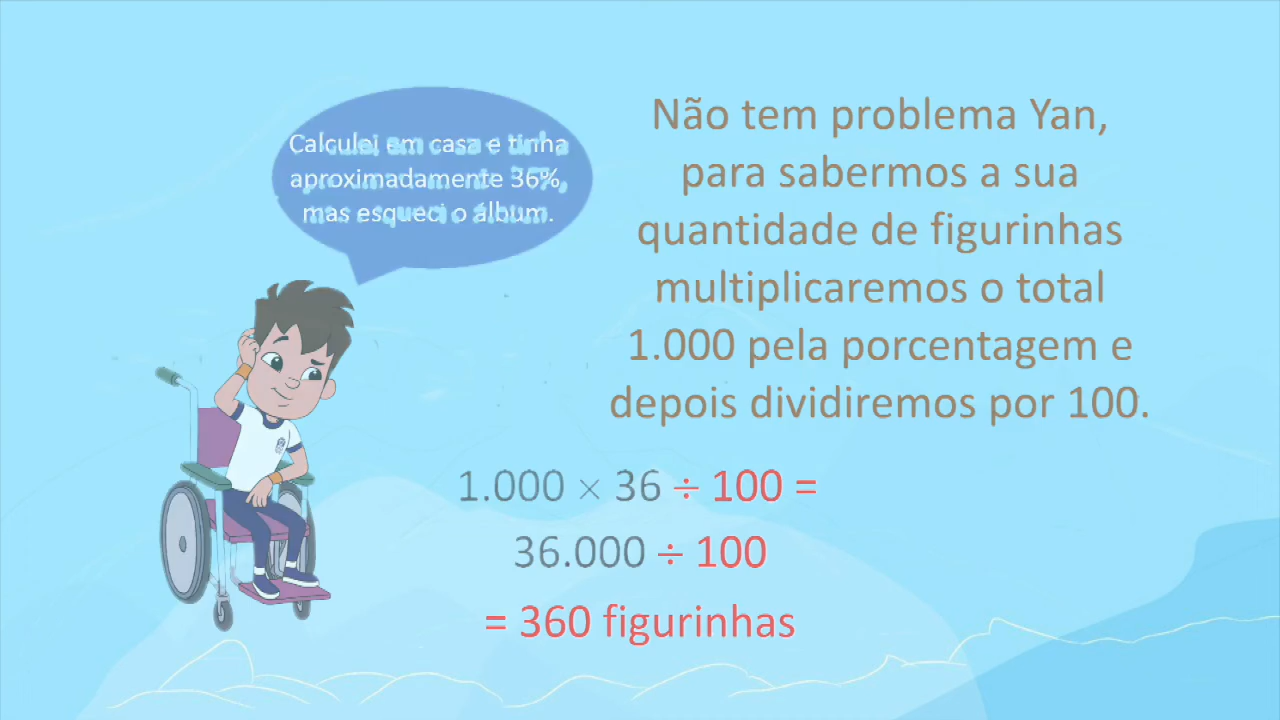 Calculei em casa e tinha
aproximadamente 36%,
mas esqueci o álbum.
Não tem problema Yan,
para sabermos a sua
quantidade de figurinhas
multiplicaremos o total
1.000 pela porcentagem e
depois dividiremos por 100.
1.000 × 36 ÷ 100 =
36.000 ÷ 100
= 360 figurinhas